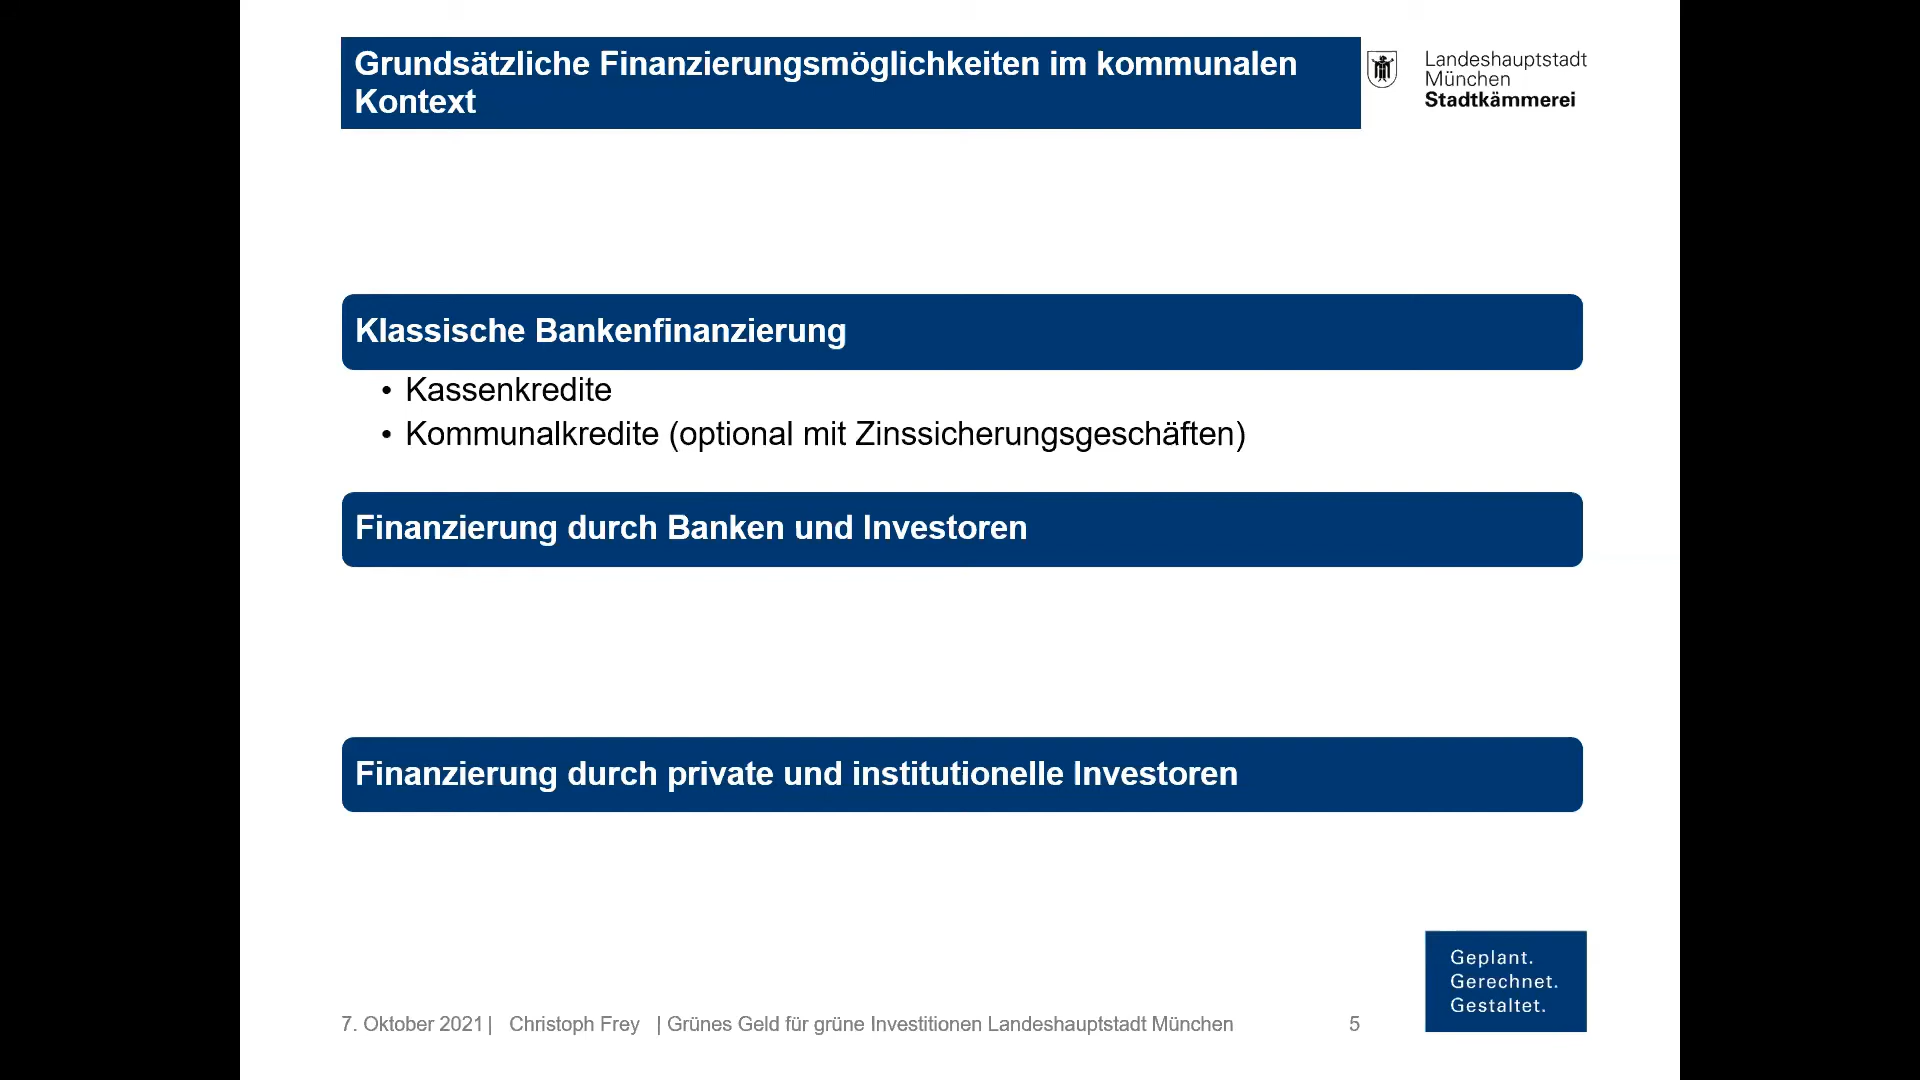 Grundsätzliche Finanzierungsmöglichkeiten im kommunalen
Kontext
Landeshauptstadt
München
Stadtkämmerei
Klassische Bankenfinanzierung
• Kassenkredite
• Kommunalkredite (optional mit Zinssicherungsgeschäften)
Finanzierung durch Banken und Investoren
Finanzierung durch private und institutionelle Investoren
Geplant.
Gerechnet.
Gestaltet.
7. Oktober 2021 | Christoph Frey | Grünes Geld für grüne Investitionen Landeshauptstadt München 5